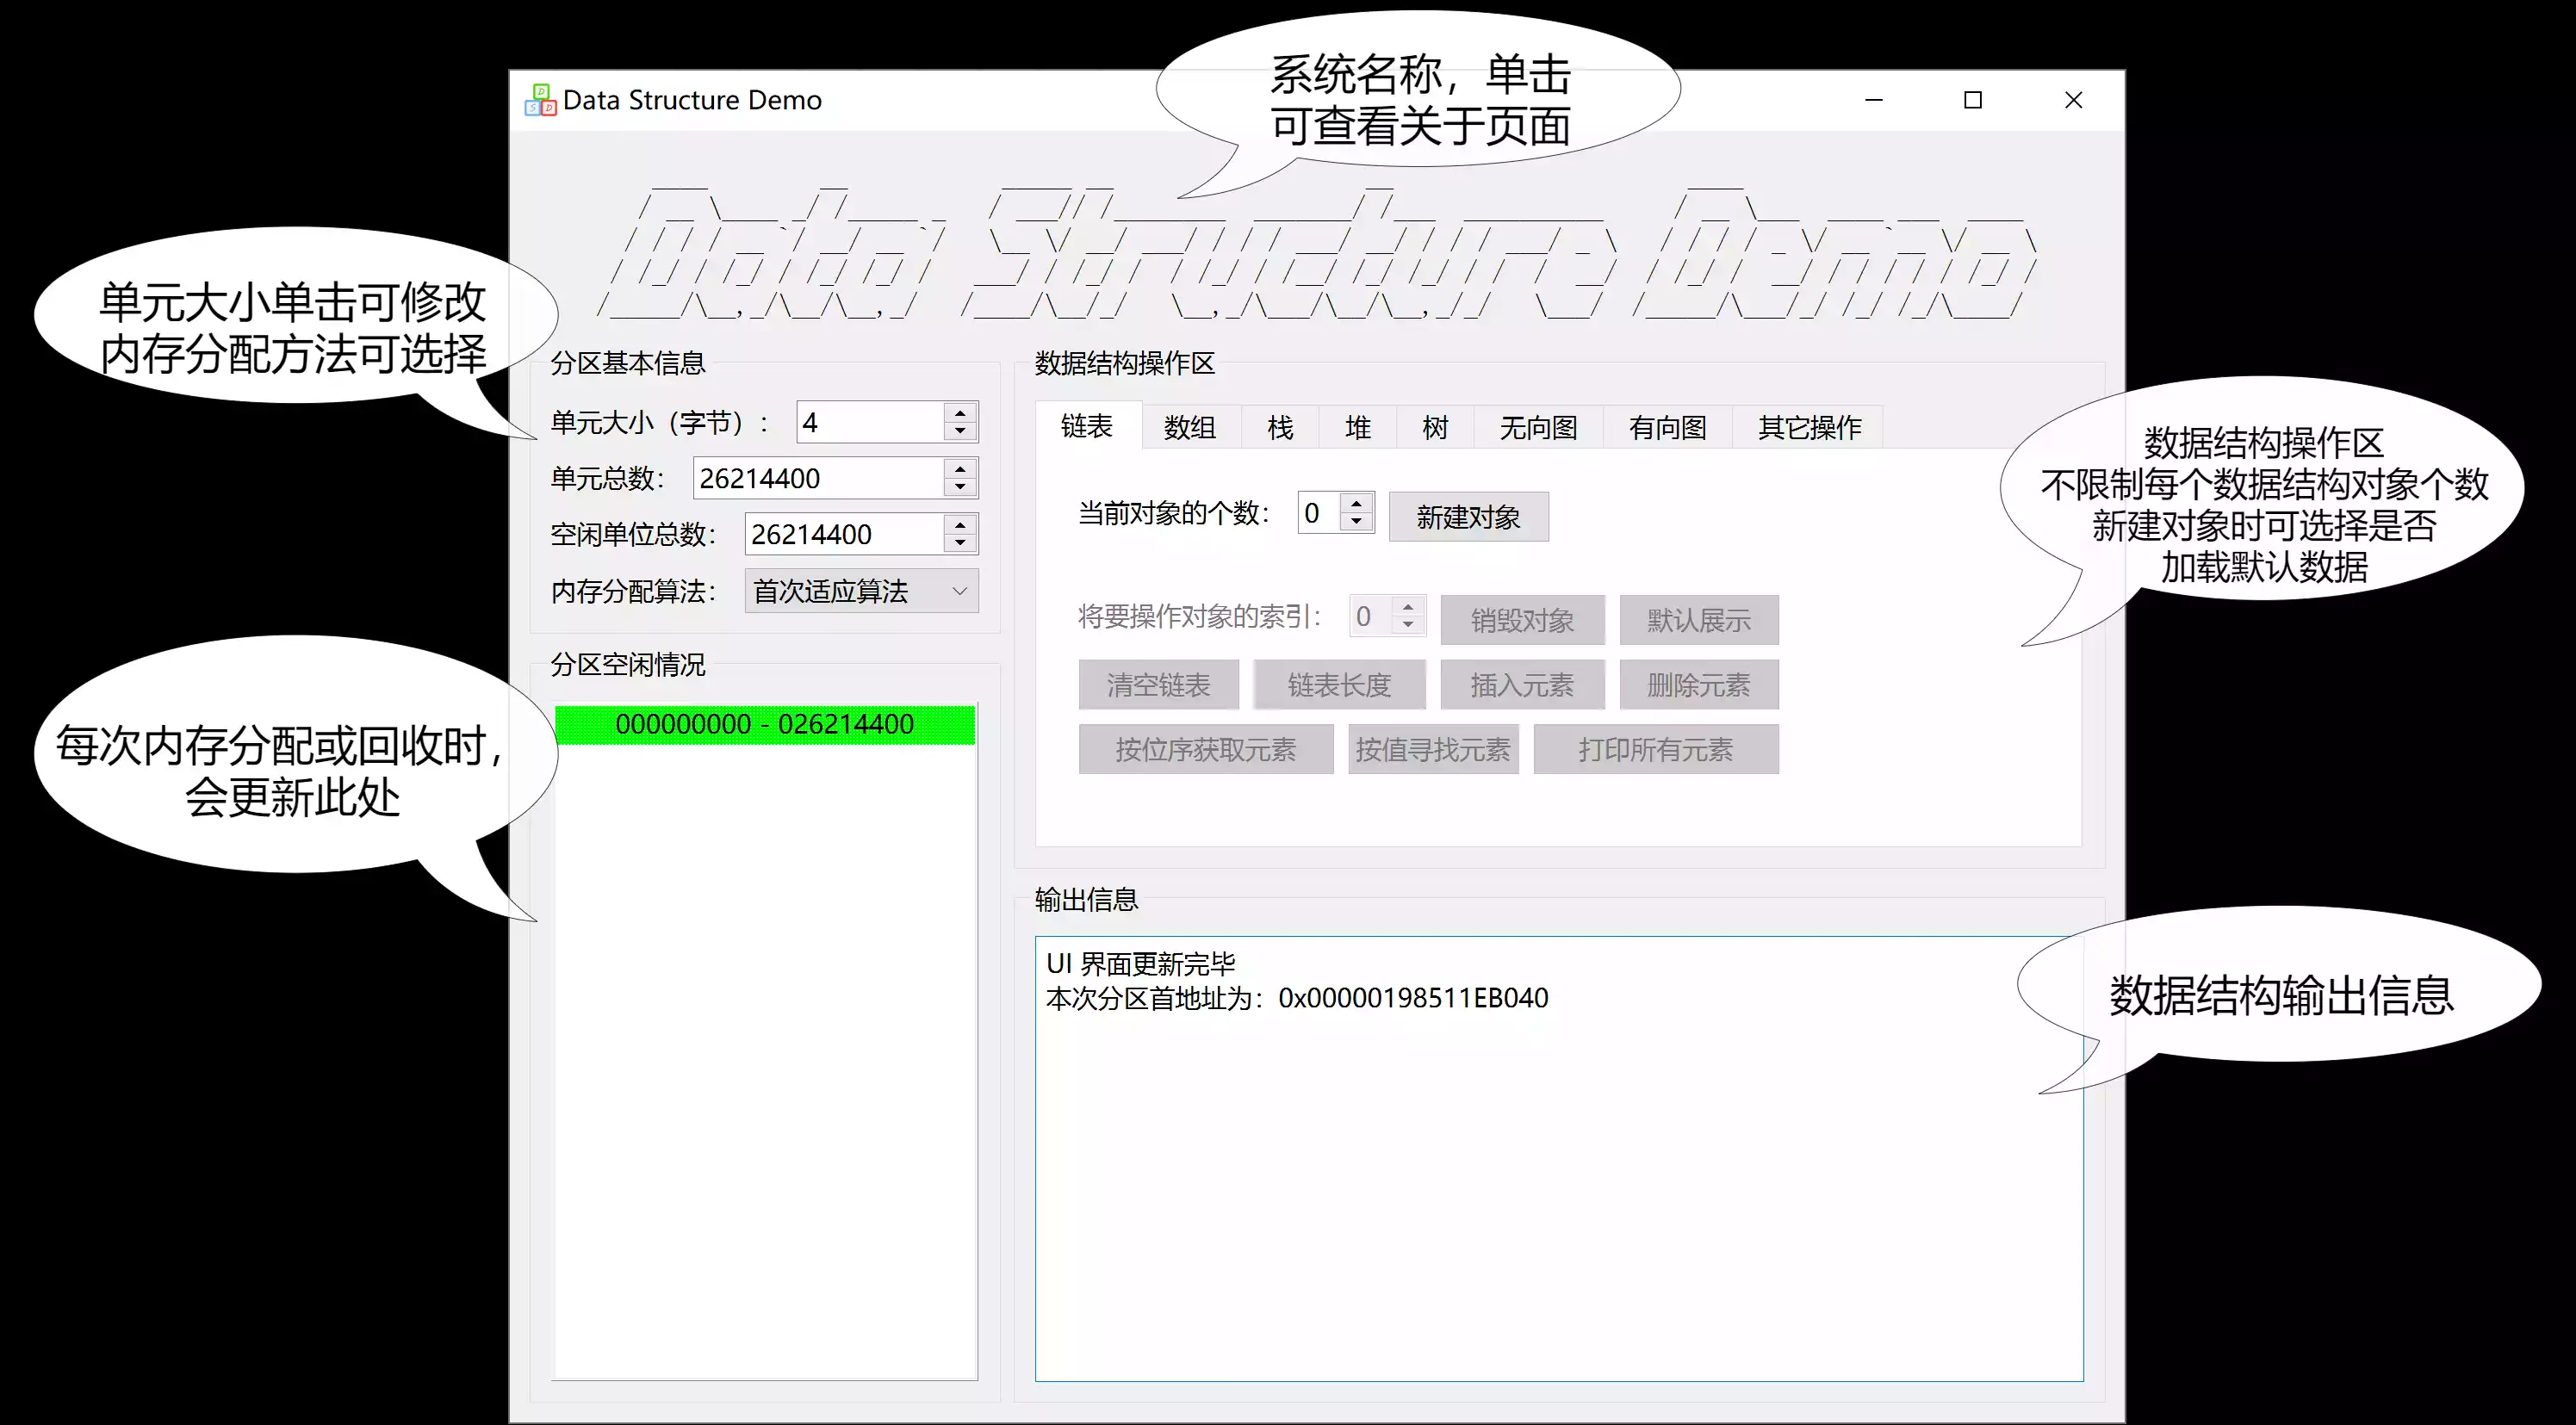 系统名称，单击
可查看关于页面
Data Structure Demo
Data Structure Demo
单元大小单击可修改
内存分配方法可选择
分区基本信息
单元大小（字节）： 4
单元总数： 26214400
空闲单位总数： 26214400
内存分配算法： 首次适应算法
分区空闲情况
000000000 - 026214400
每次内存分配或回收时，
会更新此处
数据结构操作区
链表 数组 栈 堆 树 无向图 有向图 其它操作
当前对象的个数： 0 新建对象
将要操作对象的索引： 0 销毁对象 默认展示
清空链表 链表长度 插入元素 删除元素
按位序获取元素 按值寻找元素 打印所有元素
数据结构操作区
不限制每个数据结构对象个数
新建对象时可选择是否
加载默认数据
输出信息
UI 界面更新完毕
本次分区首地址为：0x00000198511EB040
数据结构输出信息